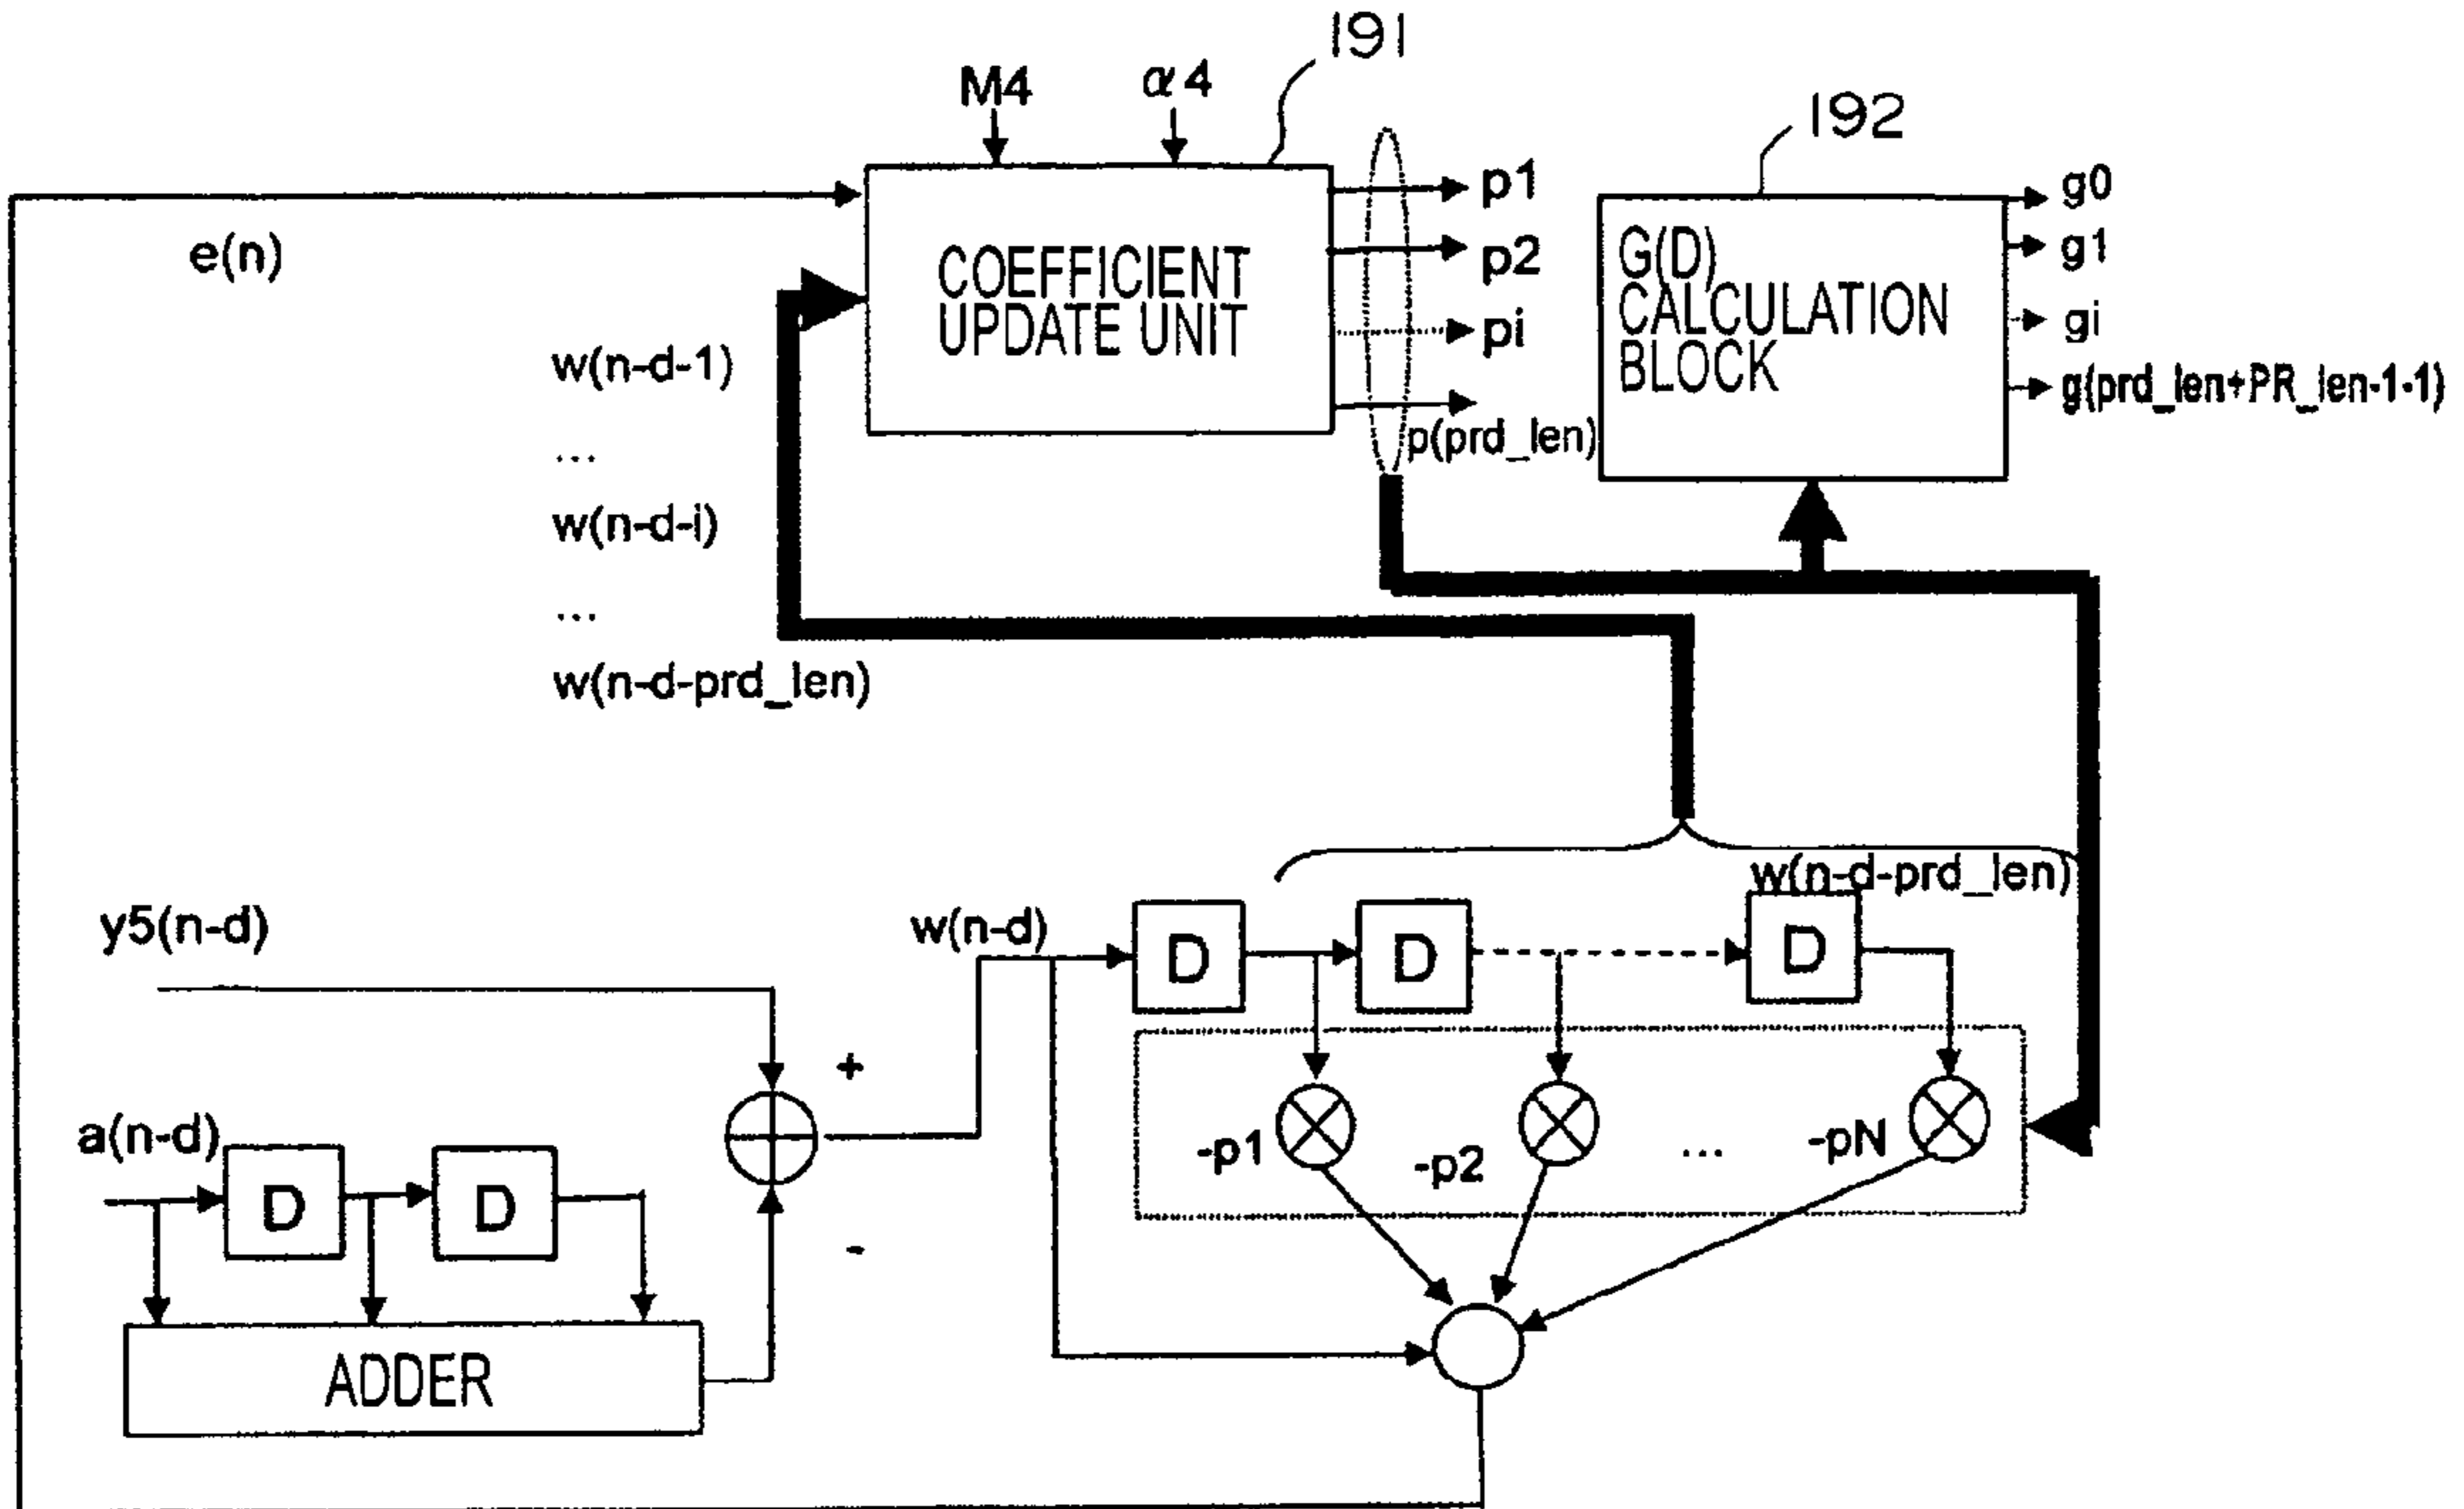 191
M4
α4
192
e(n)
COEFFICIENT
UPDATE UNIT
p1
p2
pi
p(prd_len)
G(D)
CALCULATION
BLOCK
g0
g1
gi
g(prd_len+PR_len-1-1)
w(n-d-1)
...
w(n-d-i)
...
w(n-d-prd_len)
y5(n-d)
w(n-d)
w(n-d-prd_len)
D
D
D
+
a(n-d)
D
D
-p1
-p2
...
-pN
-
ADDER